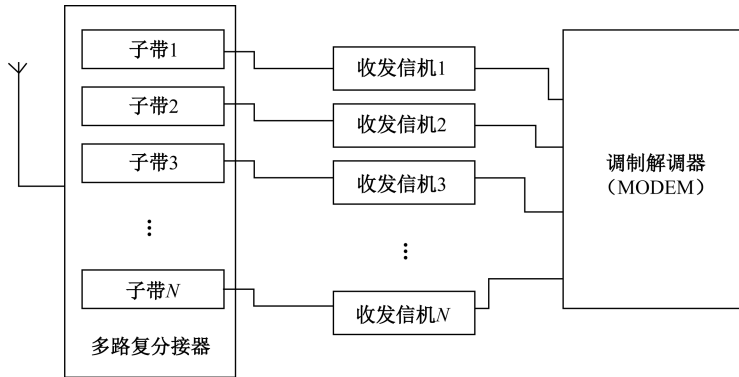 子带1
收发信机1
子带2
收发信机2
子带3
收发信机3
调制解调器
（MODEM）
子带N
收发信机N
多路复分接器